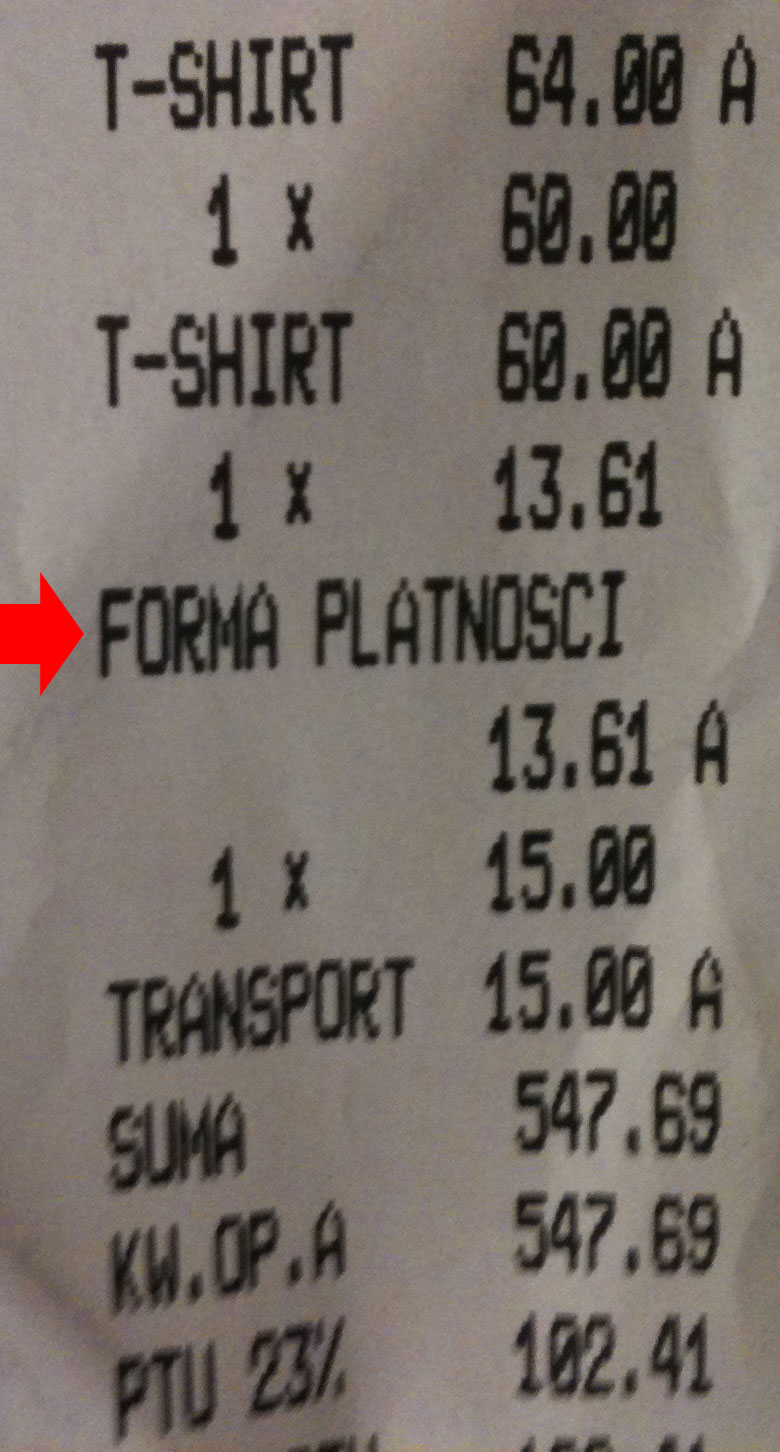 T-SHIRT 64.00 A
1 x 60.00
T-SHIRT 60.00 A
1 x 13.61
FORMA PLATNOSCI
13.61 A
1 x 15.00
TRANSPORT 15.00 A
SUMA 547.69
KW.OP.A 547.69
PTU 23% 102.41